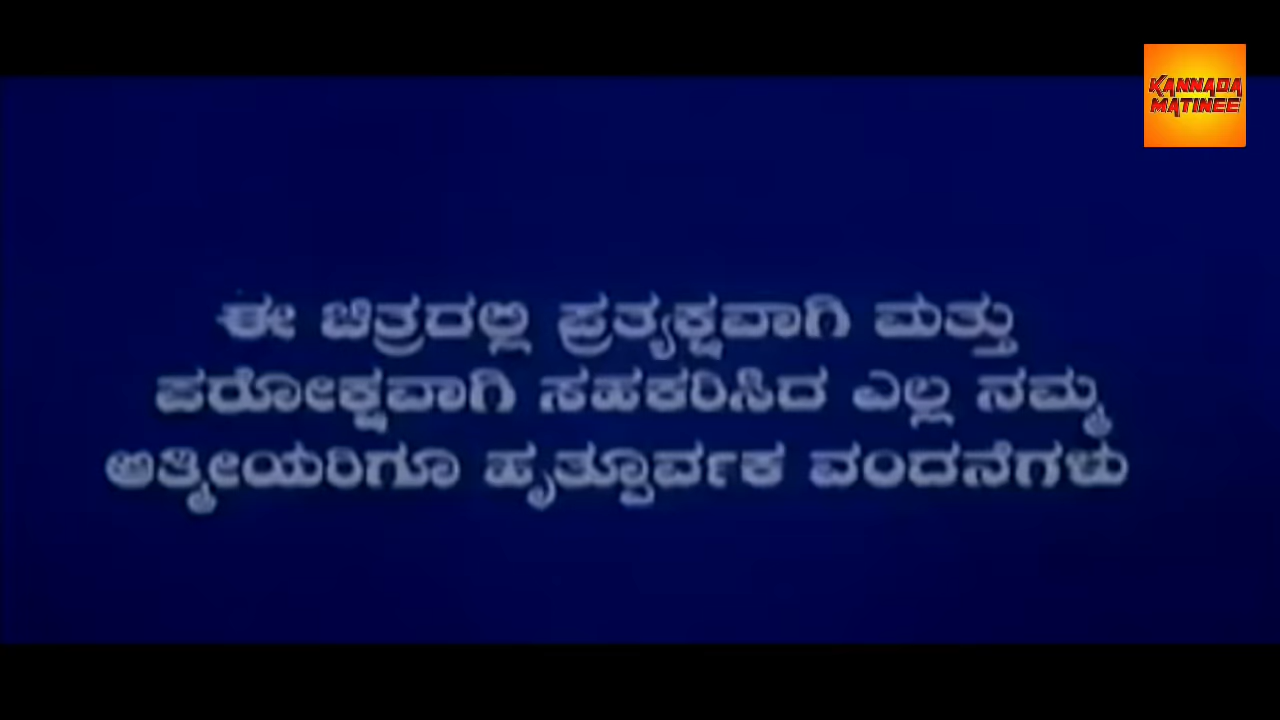 KANNADA
MATINEE
ಈ ಚಿತ್ರದಲ್ಲಿ ಪ್ರತ್ಯಕ್ಷವಾಗಿ ಮತ್ತು
ಪರೋಕ್ಷವಾಗಿ ಸಹಕರಿಸಿದ ಎಲ್ಲ ನಮ್ಮ
ಆತ್ಮೀಯರಿಗೂ ಹೃತ್ಪೂರ್ವಕ ವಂದನೆಗಳು